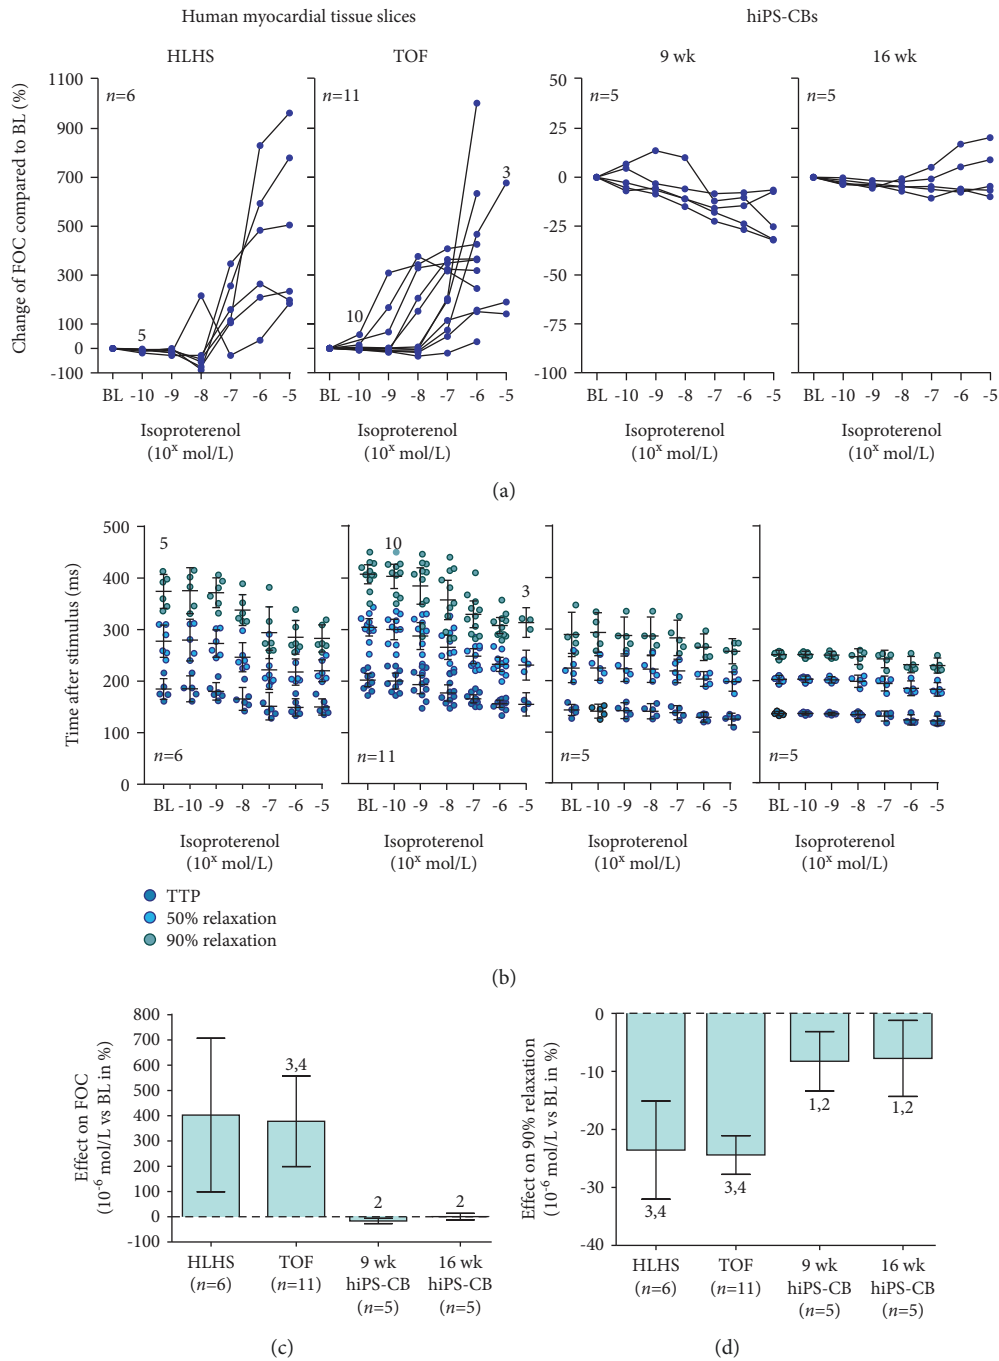 Human myocardial tissue slices
hiPS-CBs
HLHS
TOF
9 wk
16 wk
Change of FOC compared to BL (%)
1100
900
700
500
300
100
0
-100
n=6
5
BL -10 -9 -8 -7 -6 -5
Isoproterenol
(10^x mol/L)
n=11
10
3
BL -10 -9 -8 -7 -6 -5
Isoproterenol
(10^x mol/L)
50
25
0
-25
-50
-75
-100
n=5
BL -10 -9 -8 -7 -6 -5
Isoproterenol
(10^x mol/L)
n=5
BL -10 -9 -8 -7 -6 -5
Isoproterenol
(10^x mol/L)
(a)
Time after stimulus (ms)
500
400
300
200
100
0
5
n=6
BL -10 -9 -8 -7 -6 -5
Isoproterenol
(10^x mol/L)
10
3
n=11
BL -10 -9 -8 -7 -6 -5
Isoproterenol
(10^x mol/L)
n=5
BL -10 -9 -8 -7 -6 -5
Isoproterenol
(10^x mol/L)
n=5
BL -10 -9 -8 -7 -6 -5
Isoproterenol
(10^x mol/L)
TTP
50% relaxation
90% relaxation
(b)
Effect on FOC
(10^-6 mol/L vs BL in %)
800
700
600
500
400
300
200
100
0
-100
3,4
2
2
HLHS
(n=6)
TOF
(n=11)
9 wk
hiPS-CB
(n=5)
16 wk
hiPS-CB
(n=5)
(c)
Effect on 90% relaxation
(10^-6 mol/L vs BL in %)
0
-10
-20
-30
-40
3,4
3,4
1,2
1,2
HLHS
(n=6)
TOF
(n=11)
9 wk
hiPS-CB
(n=5)
16 wk
hiPS-CB
(n=5)
(d)